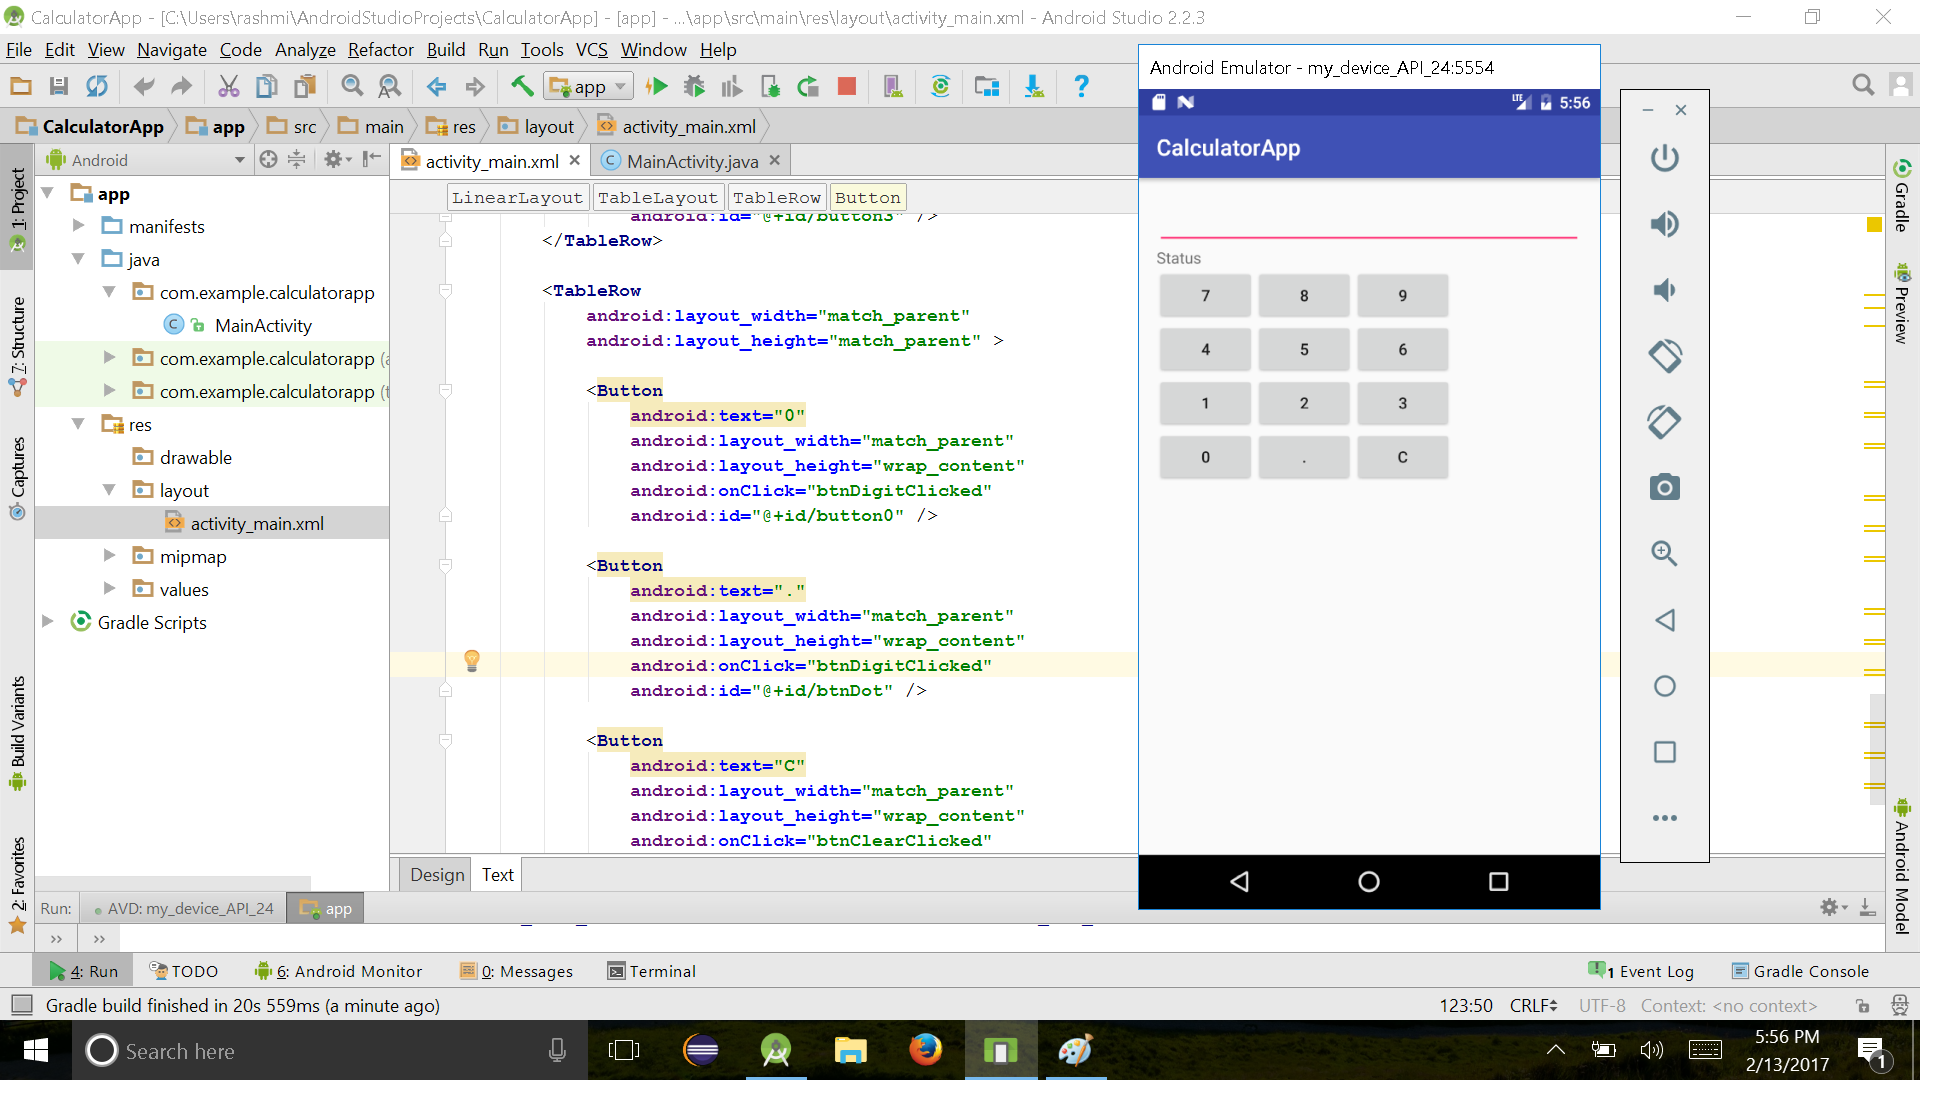 CalculatorApp - [C:\Users\rashmi\AndroidStudioProjects\CalculatorApp] - [app] - ...\app\src\main\res\layout\activity_main.xml - Android Studio 2.2.3
File Edit View Navigate Code Analyze Refactor Build Run Tools VCS Window Help
app
CalculatorApp app src main res layout activity_main.xml
Android
activity_main.xml MainActivity.java
LinearLayout TableLayout TableRow Button
1: Project
7: Structure
Captures
Build Variants
2: Favorites
app
manifests
java
com.example.calculatorapp
MainActivity
com.example.calculatorapp
com.example.calculatorapp
res
drawable
layout
activity_main.xml
mipmap
values
Gradle Scripts
android:id="@+id/button3" />
</TableRow>
<TableRow
android:layout_width="match_parent"
android:layout_height="match_parent" >
<Button
android:text="0"
android:layout_width="match_parent"
android:layout_height="wrap_content"
android:onClick="btnDigitClicked"
android:id="@+id/button0" />
<Button
android:text="."
android:layout_width="match_parent"
android:layout_height="wrap_content"
android:onClick="btnDigitClicked"
android:id="@+id/btnDot" />
<Button
android:text="C"
android:layout_width="match_parent"
android:layout_height="wrap_content"
android:onClick="btnClearClicked"
Design Text
Android Emulator - my_device_API_24:5554
LTE 5:56
CalculatorApp
Status
7 8 9
4 5 6
1 2 3
0 . C
Gradle
Preview
Android Model
Run: AVD: my_device_API_24 app
4: Run TODO 6: Android Monitor 0: Messages Terminal 1 Event Log Gradle Console
Gradle build finished in 20s 559ms (a minute ago) 123:50 CRLF UTF-8 Context: <no context>
Search here
5:56 PM
2/13/2017
1